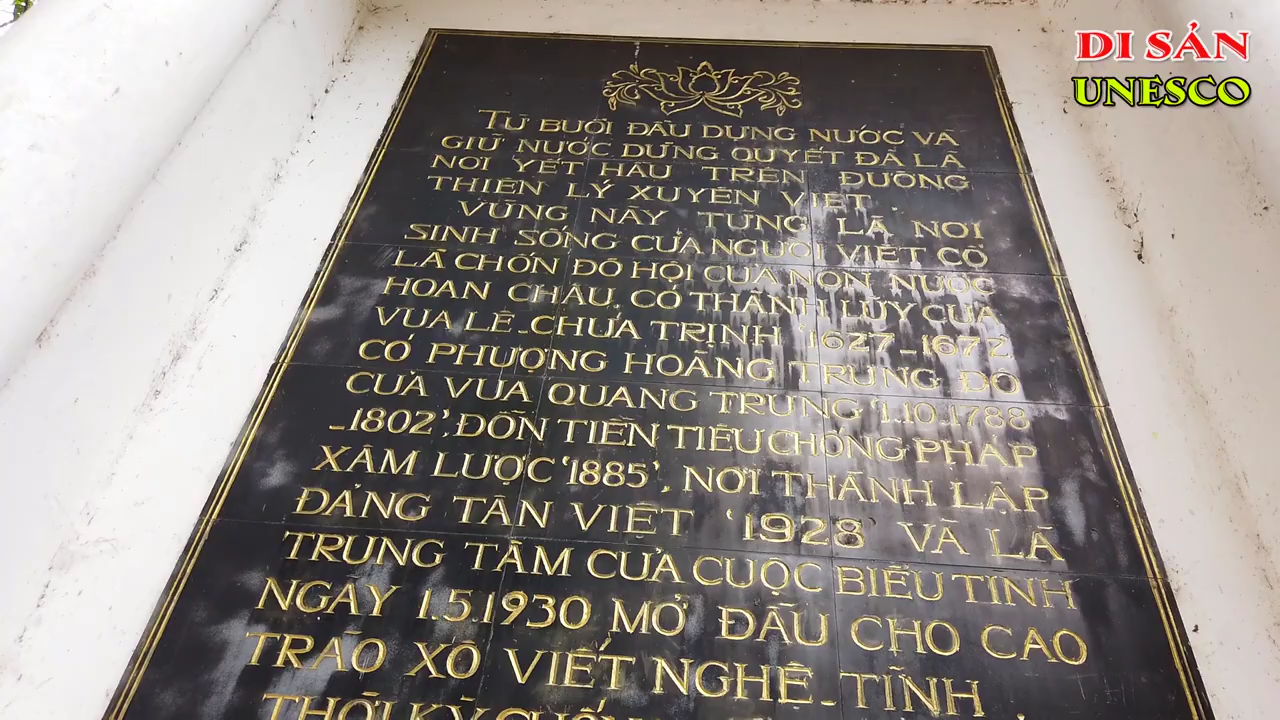 DI SẢN
UNESCO
TỪ BUỔI ĐẦU DỰNG NƯỚC VÀ
GIỮ NƯỚC DŨNG QUYẾT ĐÃ LÀ
NƠI YẾT HẦU TRÊN ĐƯỜNG
THIÊN LÝ XUYÊN VIỆT.
VÙNG NÀY TỪNG LÀ NƠI
SINH SỐNG CỦA NGƯỜI VIỆT CỔ
LÀ CHỐN ĐÔ HỘI CỦA NON NƯỚC
HOAN CHÂU, CÓ THÀNH LŨY CỦA
VUA LÊ-CHÚA TRỊNH '1627-1672
CÓ PHƯỢNG HOÀNG TRUNG ĐÔ
CỦA VUA QUANG TRUNG '1.10.1788
-1802', ĐỒN TIỀN TIÊU CHỐNG PHÁP
XÂM LƯỢC '1885', NƠI THÀNH LẬP
ĐẢNG TÂN VIỆT '1928 VÀ LÀ
TRUNG TÂM CỦA CUỘC BIỂU TÌNH
NGÀY 1.5.1930 MỞ ĐẦU CHO CAO
TRÀO XÔ VIẾT NGHỆ-TĨNH
THỜI KỲ